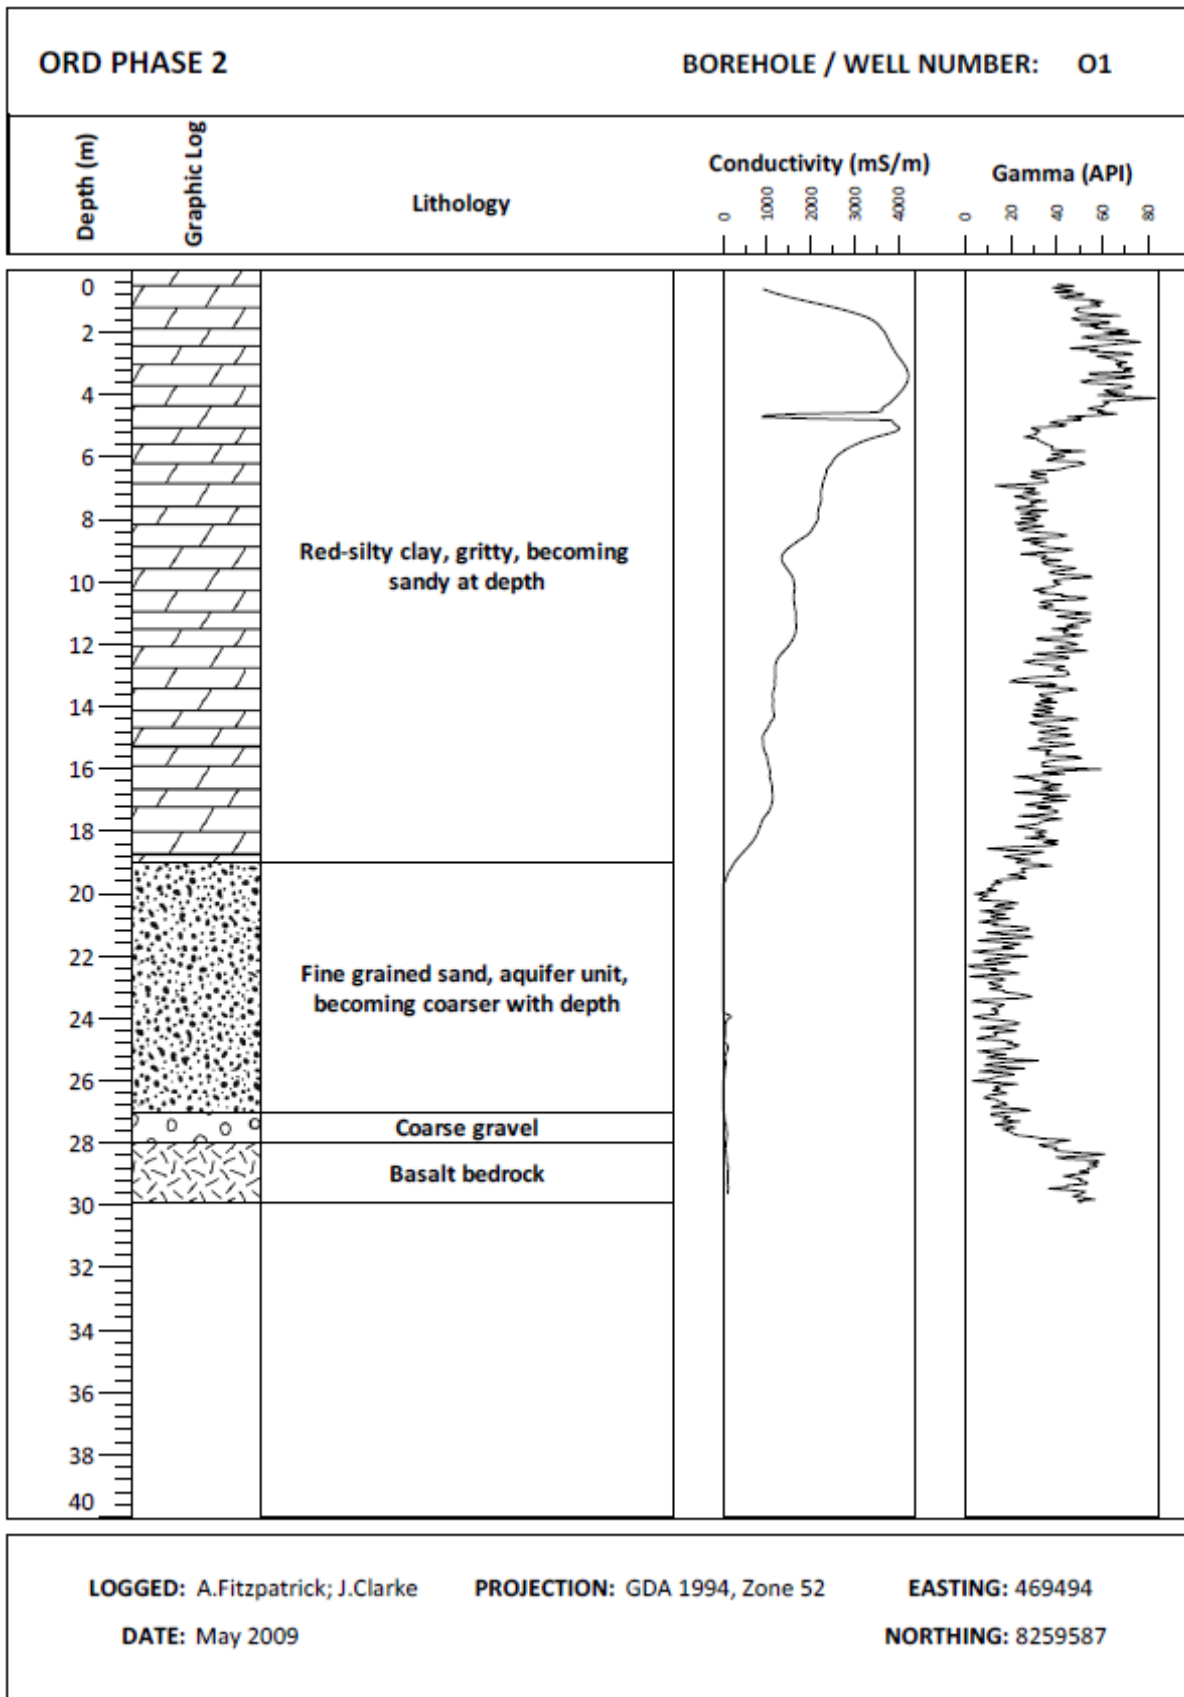 ORD PHASE 2
BOREHOLE / WELL NUMBER: O1
Depth (m)
Graphic Log
Lithology
Conductivity (mS/m)
0 1000 2000 3000 4000
Gamma (API)
0 20 40 60 80
0
2
4
6
8
10
12
14
16
18
20
22
24
26
28
30
32
34
36
38
40
Red-silty clay, gritty, becoming
sandy at depth
Fine grained sand, aquifer unit,
becoming coarser with depth
Coarse gravel
Basalt bedrock
LOGGED: A.Fitzpatrick; J.Clarke PROJECTION: GDA 1994, Zone 52 EASTING: 469494
DATE: May 2009 NORTHING: 8259587